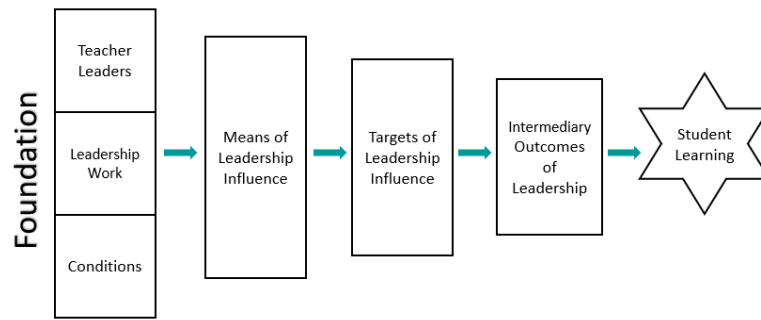 Foundation
Teacher
Leaders
Leadership
Work
Conditions
Means of
Leadership
Influence
Targets of
Leadership
Influence
Intermediary
Outcomes
of
Leadership
Student
Learning